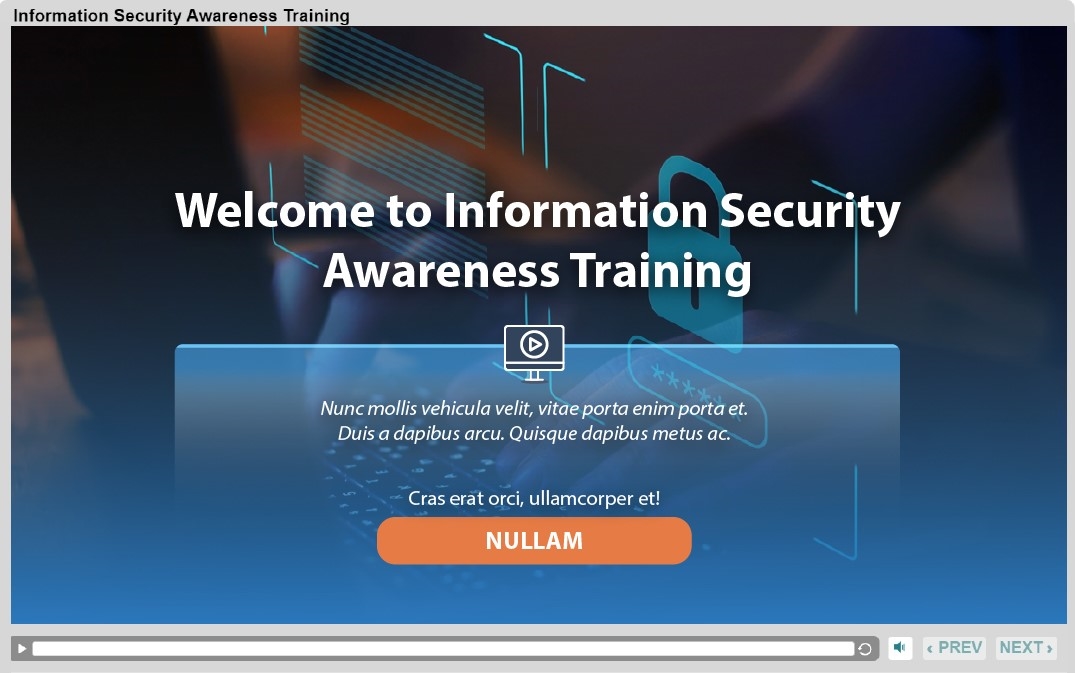 Information Security Awareness Training
Welcome to Information Security
Awareness Training
Nunc mollis vehicula velit, vitae porta enim porta et.
Duis a dapibus arcu. Quisque dapibus metus ac.
******
Cras erat orci, ullamcorper et!
NULLAM
‹ PREV NEXT ›